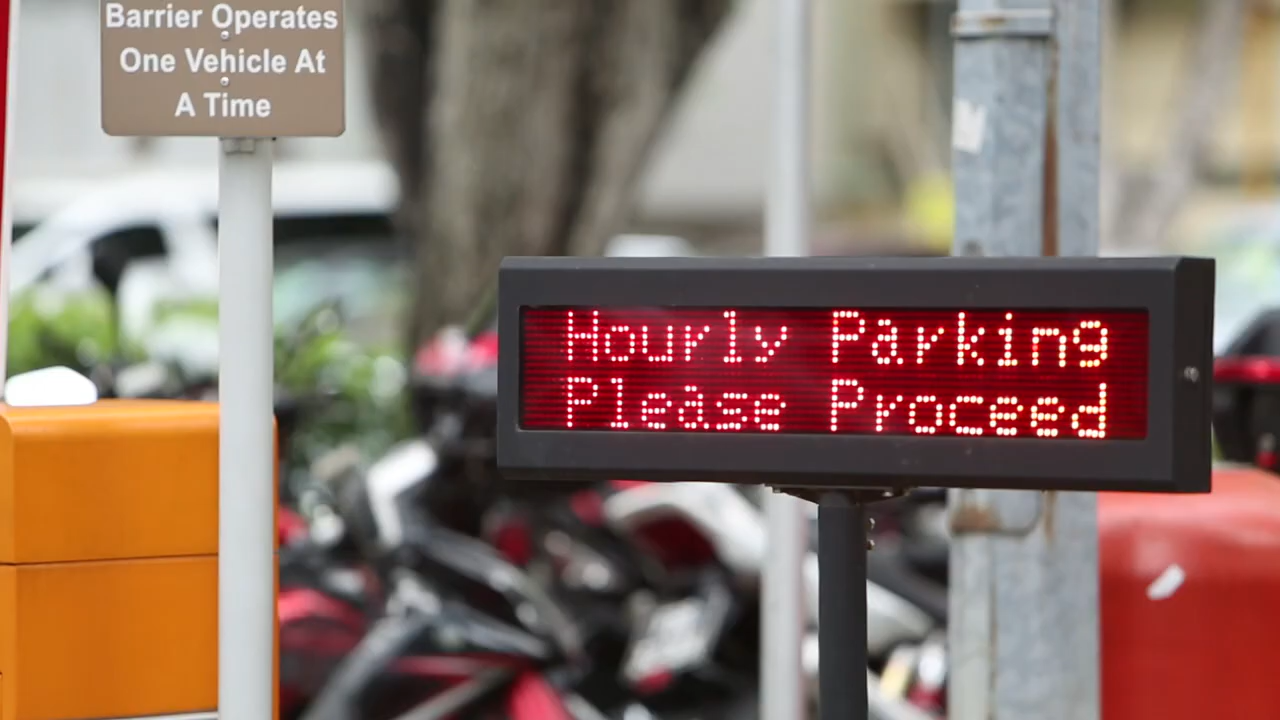 Barrier Operates
One Vehicle At
A Time
Hourly Parking
Please Proceed